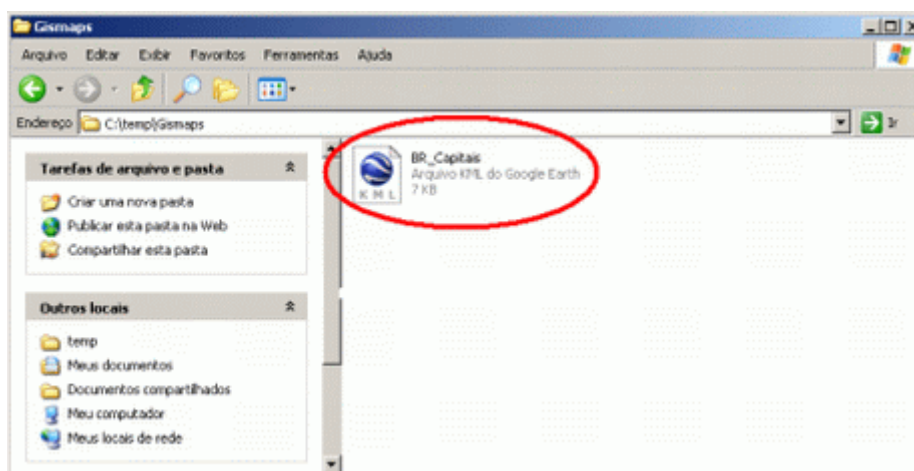 Gismaps
Arquivo Editar Exibir Favoritos Ferramentas Ajuda
Endereço C:\temp\Gismaps Ir
Tarefas de arquivo e pasta
Criar uma nova pasta
Publicar esta pasta na Web
Compartilhar esta pasta
Outros locais
temp
Meus documentos
Documentos compartilhados
Meu computador
Meus locais de rede
BR_Capitais
Arquivo KML do Google Earth
7 KB
KML